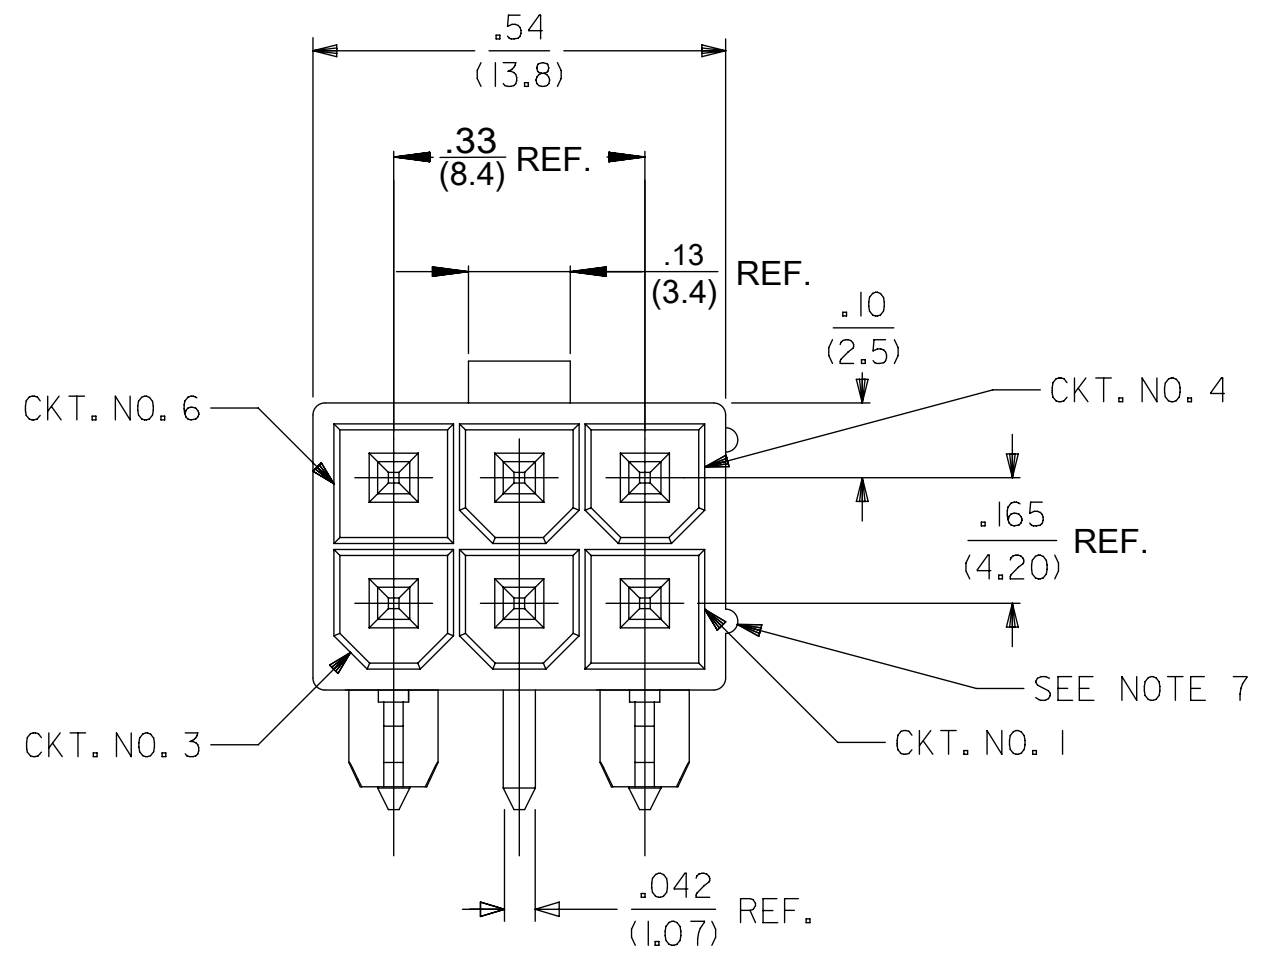 .54
(13.8)
.33
(8.4) REF.
.13
(3.4) REF.
.10
(2.5)
CKT. NO. 6
CKT. NO. 4
.165
(4.20) REF.
SEE NOTE 7
CKT. NO. 3
CKT. NO. 1
.042
(1.07) REF.